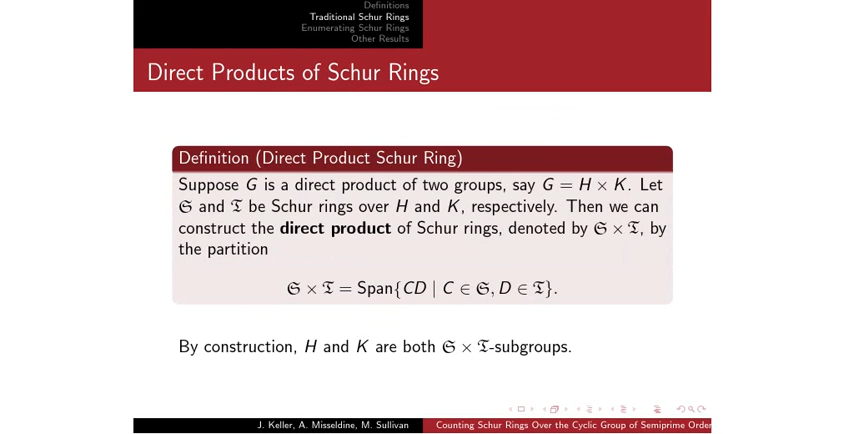 Definitions
Traditional Schur Rings
Enumerating Schur Rings
Other Results
Direct Products of Schur Rings
Definition (Direct Product Schur Ring)
Suppose G is a direct product of two groups, say G = H × K. Let
𝔖 and 𝔗 be Schur rings over H and K, respectively. Then we can
construct the direct product of Schur rings, denoted by 𝔖 × 𝔗, by
the partition
𝔖 × 𝔗 = Span{CD | C ∈ 𝔖, D ∈ 𝔗}.
By construction, H and K are both 𝔖 × 𝔗-subgroups.
J. Keller, A. Misseldine, M. Sullivan
Counting Schur Rings Over the Cyclic Group of Semiprime Order